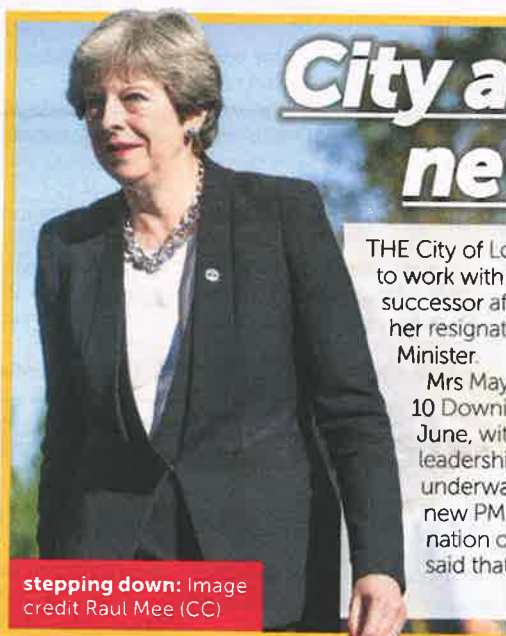 City a
ne
THE City of Lo
to work with
successor af
her resignat
Minister.
Mrs May
10 Downi
June, wit
leadershi
underwa
new PM
nation o
said that
stepping down: Image
credit Raul Mee (CC)